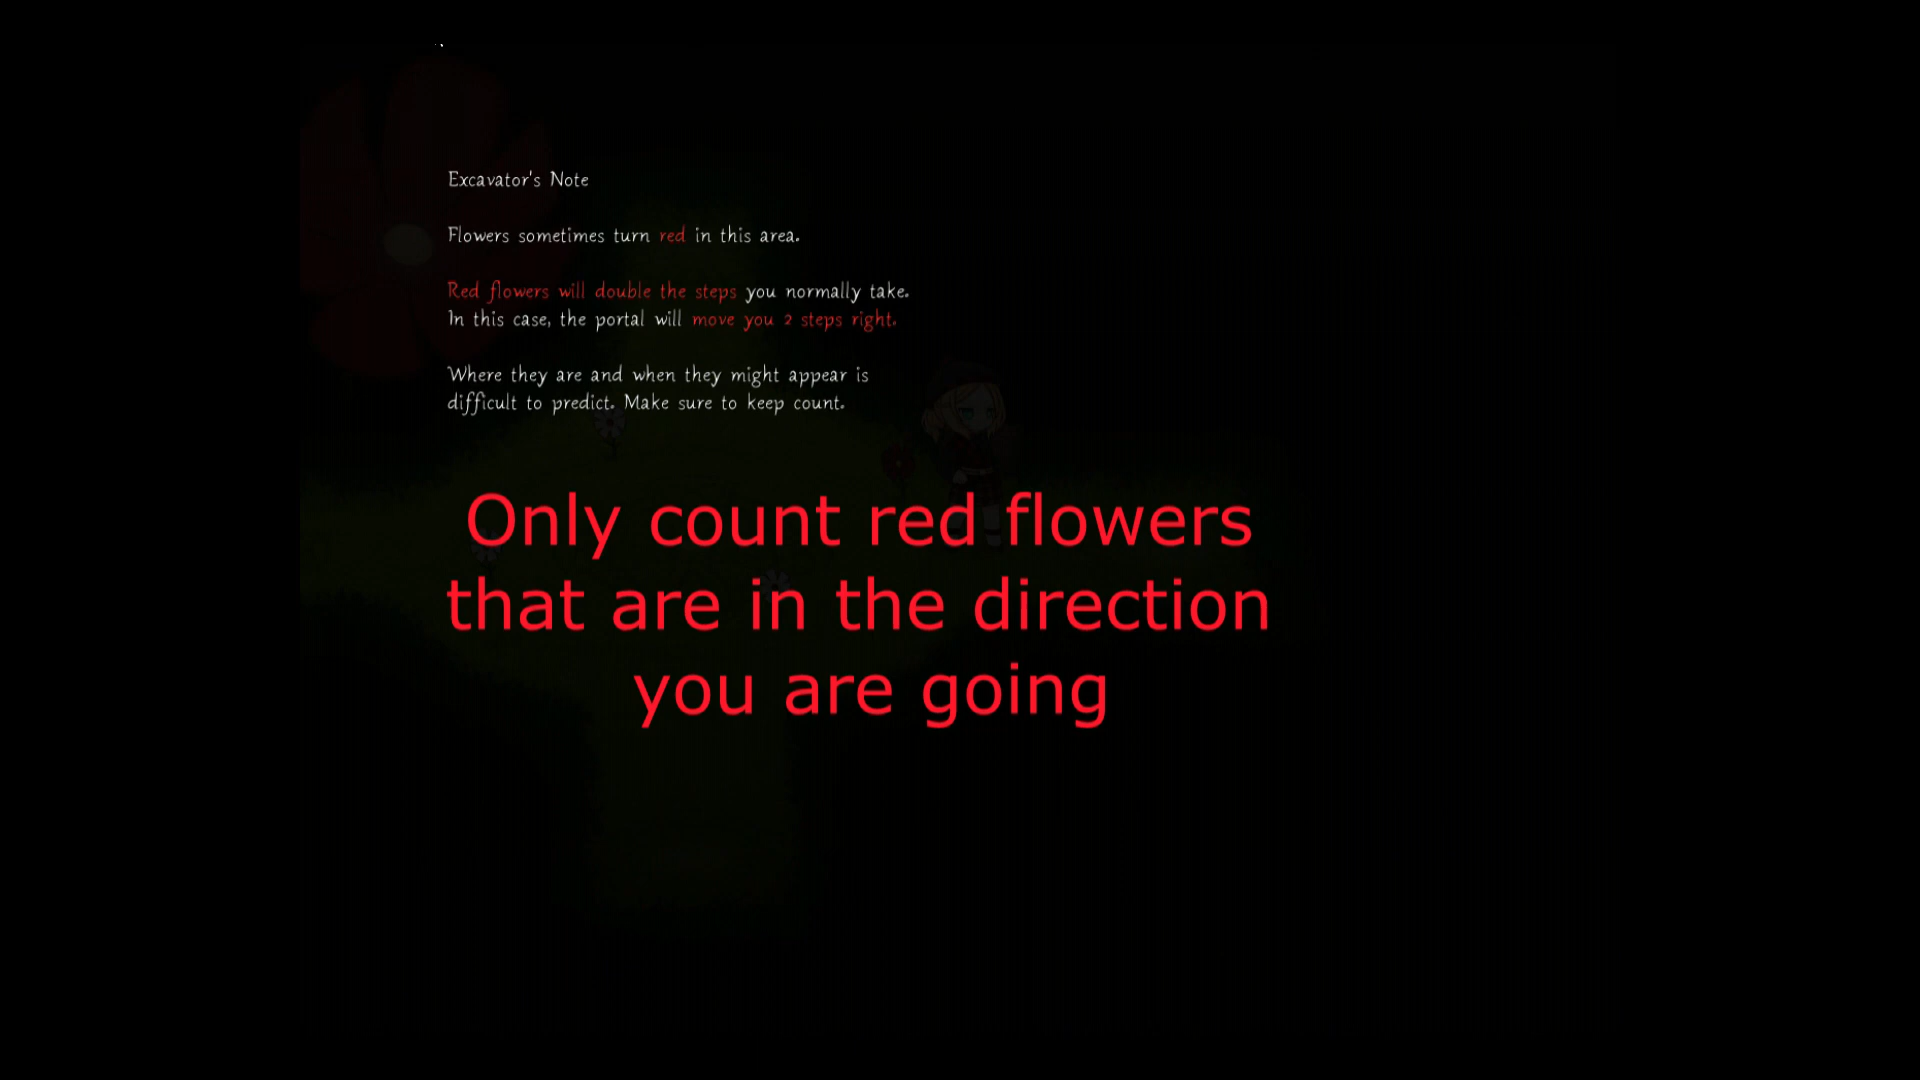 Excavator's Note
Flowers sometimes turn red in this area.
Red flowers will double the steps you normally take.
In this case, the portal will move you 2 steps right.
Where they are and when they might appear is
difficult to predict. Make sure to keep count.
Only count red flowers
that are in the direction
you are going